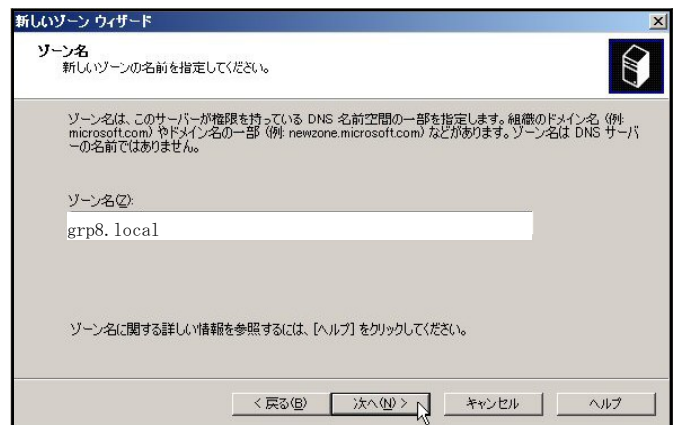 新しいゾーン ウィザード
ゾーン名
新しいゾーンの名前を指定してください。
ゾーン名は、このサーバーが権限を持っている DNS 名前空間の一部を指定します。組織のドメイン名 (例:
microsoft.com) やドメイン名の一部 (例: newzone.microsoft.com) などがあります。ゾーン名は DNS サーバ
ーの名前ではありません。
ゾーン名(Z):
grp8.local
ゾーン名に関する詳しい情報を参照するには、[ヘルプ] をクリックしてください。
< 戻る(B) 次へ(N) > キャンセル ヘルプ